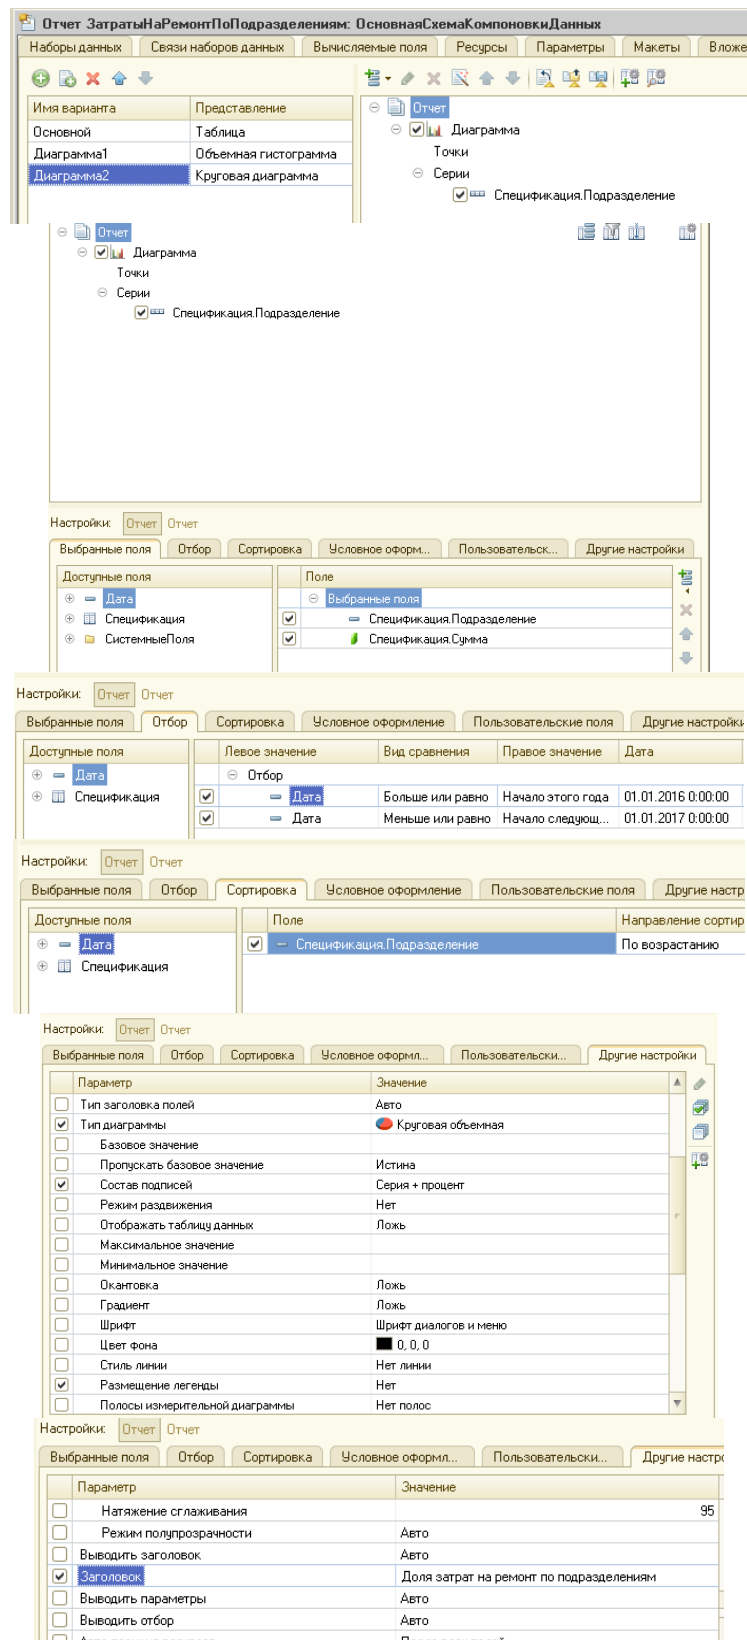 Отчет ЗатратыНаРемонтПоПодразделениям: ОсновнаяСхемаКомпоновкиДанных
Наборы данных Связи наборов данных Вычисляемые поля Ресурсы Параметры Макеты Вложе
Имя варианта Представление
Основной Таблица
Диаграмма1 Объемная гистограмма
Диаграмма2 Круговая диаграмма
Отчет
Диаграмма
Точки
Серии
Спецификация.Подразделение
Отчет
Диаграмма
Точки
Серии
Спецификация.Подразделение
Настройки: Отчет Отчет
Выбранные поля Отбор Сортировка Условное оформ... Пользовательск... Другие настройки
Доступные поля Поле
Дата Выбранные поля
Спецификация Спецификация.Подразделение
СистемныеПоля Спецификация.Сумма
Настройки: Отчет Отчет
Выбранные поля Отбор Сортировка Условное оформление Пользовательские поля Другие настройки
Доступные поля Левое значение Вид сравнения Правое значение Дата
Дата Отбор
Спецификация Дата Больше или равно Начало этого года 01.01.2016 0:00:00
Дата Меньше или равно Начало следующ... 01.01.2017 0:00:00
Настройки: Отчет Отчет
Выбранные поля Отбор Сортировка Условное оформление Пользовательские поля Другие настр
Доступные поля Поле Направление сортир
Дата Спецификация.Подразделение По возрастанию
Спецификация
Настройки: Отчет Отчет
Выбранные поля Отбор Сортировка Условное оформл... Пользовательски... Другие настройки
Параметр Значение
Тип заголовка полей Авто
Тип диаграммы Круговая объемная
Базовое значение
Пропускать базовое значение Истина
Состав подписей Серия + процент
Режим раздвижения Нет
Отображать таблицу данных Ложь
Максимальное значение
Минимальное значение
Окантовка Ложь
Градиент Ложь
Шрифт Шрифт диалогов и меню
Цвет фона 0, 0, 0
Стиль линии Нет линии
Размещение легенды Нет
Полосы измерительной диаграммы Нет полос
Настройки: Отчет Отчет
Выбранные поля Отбор Сортировка Условное оформл... Пользовательски... Другие настро
Параметр Значение
Натяжение сглаживания 95
Режим полупрозрачности Авто
Выводить заголовок Авто
Заголовок Доля затрат на ремонт по подразделениям
Выводить параметры Авто
Выводить отбор Авто